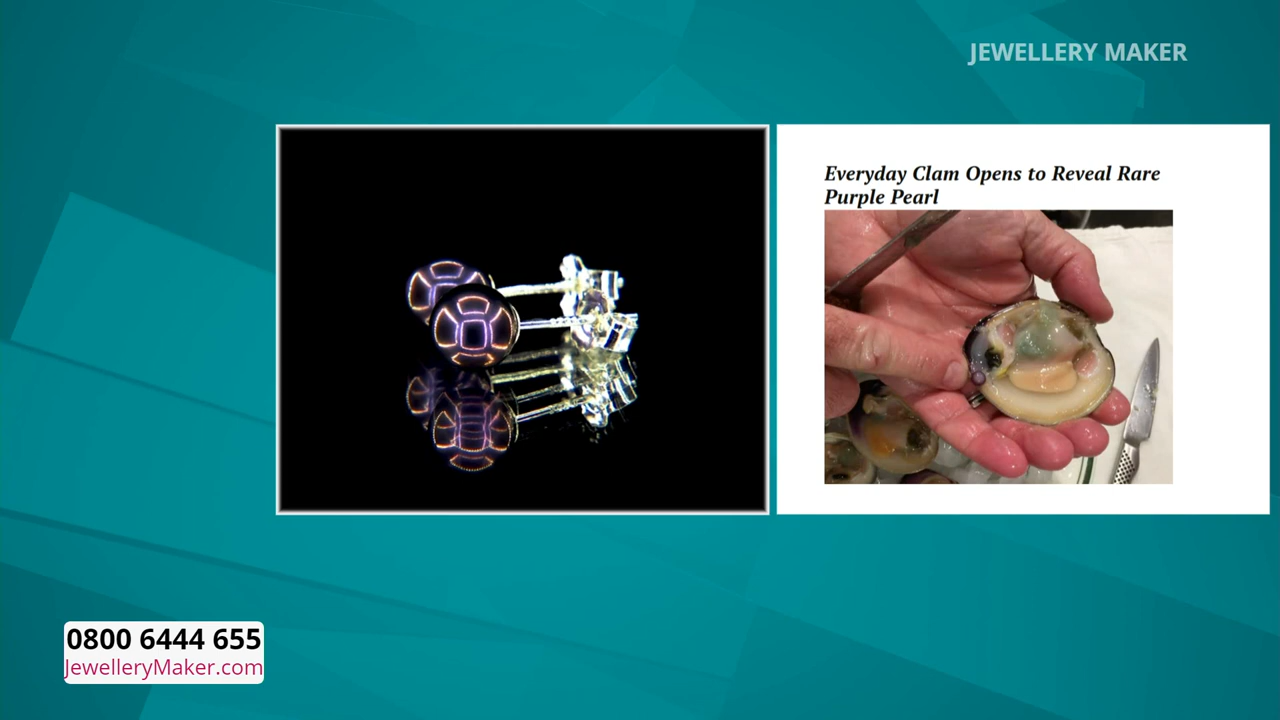 JEWELLERY MAKER
Everyday Clam Opens to Reveal Rare
Purple Pearl
0800 6444 655
JewelleryMaker.com